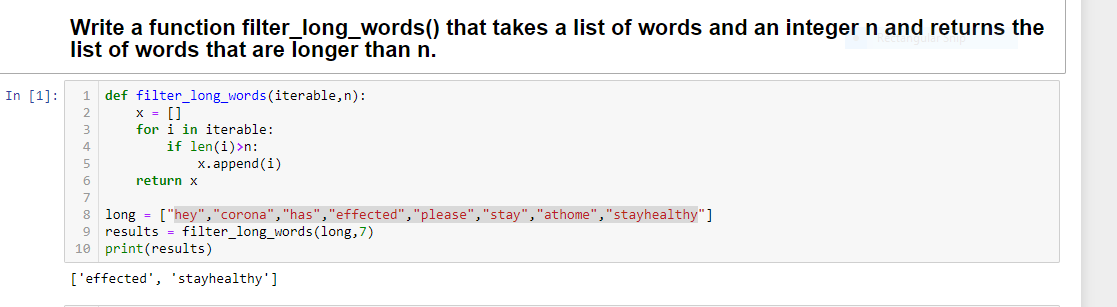 Write a function filter_long_words() that takes a list of words and an integer n and returns the
list of words that are longer than n.
In [1]:
1 def filter_long_words(iterable,n):
2     x = []
3     for i in iterable:
4         if len(i)>n:
5             x.append(i)
6     return x
7
8 long = ["hey","corona","has","effected","please","stay","athome","stayhealthy"]
9 results = filter_long_words(long,7)
10 print(results)
['effected', 'stayhealthy']